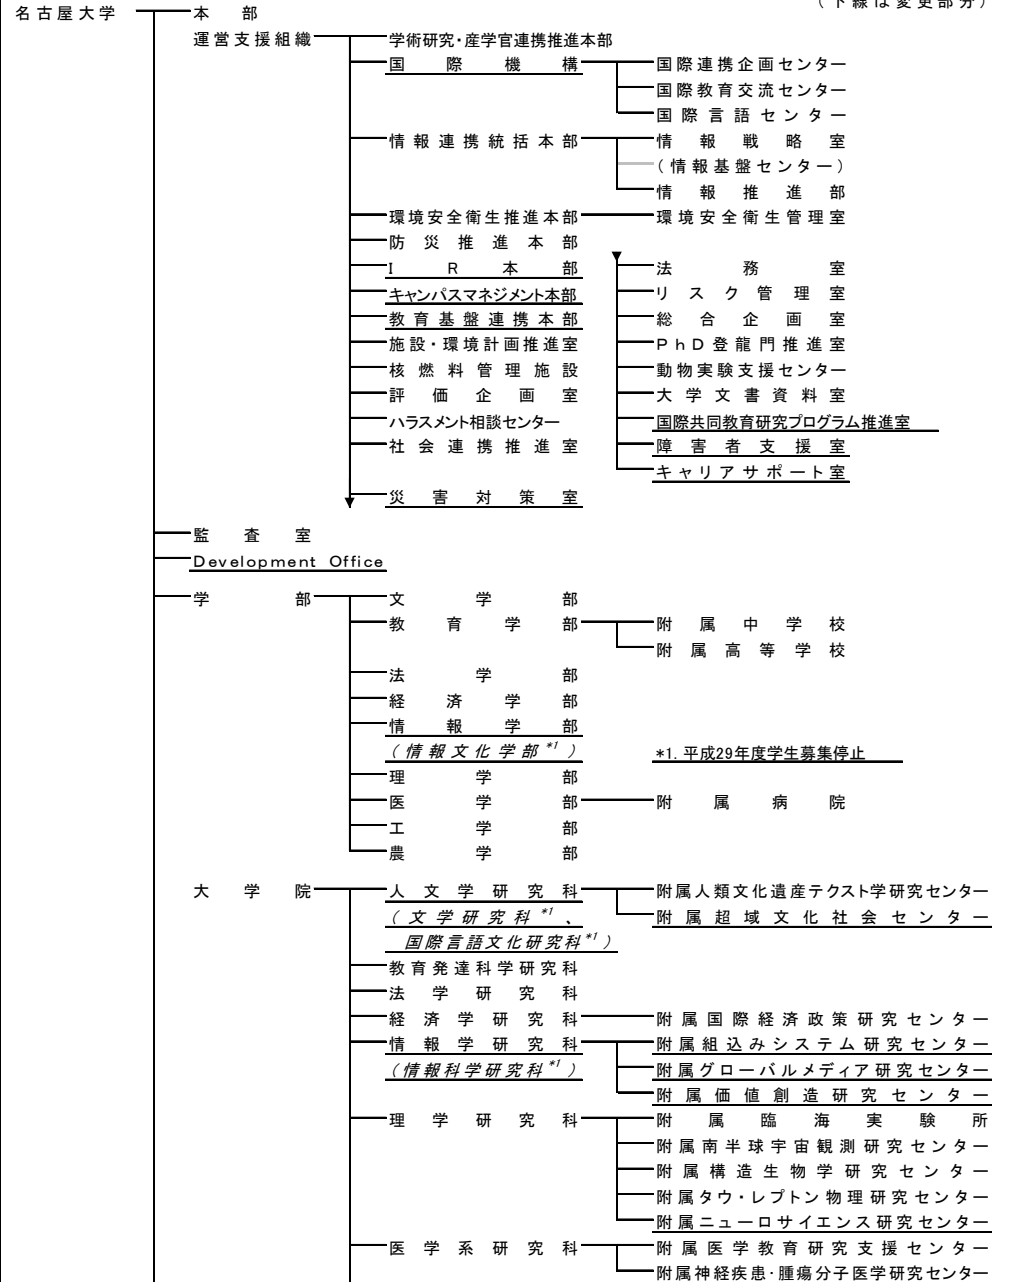 （下線は変更部分）
名古屋大学 本部
運営支援組織 学術研究・産学官連携推進本部
国際機構 国際連携企画センター
国際教育交流センター
国際言語センター
情報連携統括本部 情報戦略室
（情報基盤センター）
情報推進部
環境安全衛生推進本部 環境安全衛生管理室
防災推進本部
ＩＲ本部 法務室
キャンパスマネジメント本部 リスク管理室
教育基盤連携本部 総合企画室
施設・環境計画推進室 ＰｈＤ登龍門推進室
核燃料管理施設 動物実験支援センター
評価企画室 大学文書資料室
ハラスメント相談センター 国際共同教育研究プログラム推進室
社会連携推進室 障害者支援室
キャリアサポート室
災害対策室
監査室
Development Office
学部 文学部
教育学部 附属中学校
附属高等学校
法学部
経済学部
情報学部
（情報文化学部*1） *1. 平成29年度学生募集停止
理学部
医学部 附属病院
工学部
農学部
大学院 人文学研究科 附属人類文化遺産テクスト学研究センター
（文学研究科*1、 附属超域文化社会センター
国際言語文化研究科*1）
教育発達科学研究科
法学研究科
経済学研究科 附属国際経済政策研究センター
情報学研究科 附属組込みシステム研究センター
（情報科学研究科*1） 附属グローバルメディア研究センター
附属価値創造研究センター
理学研究科 附属臨海実験所
附属南半球宇宙観測研究センター
附属構造生物学研究センター
附属タウ・レプトン物理研究センター
附属ニューロサイエンス研究センター
医学系研究科 附属医学教育研究支援センター
附属神経疾患・腫瘍分子医学研究センター